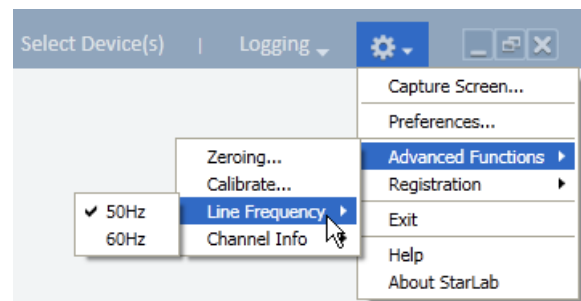 Select Device(s) | Logging
Capture Screen...
Preferences...
Advanced Functions
Registration
Exit
Help
About StarLab
Zeroing...
Calibrate...
Line Frequency
Channel Info
50Hz
60Hz